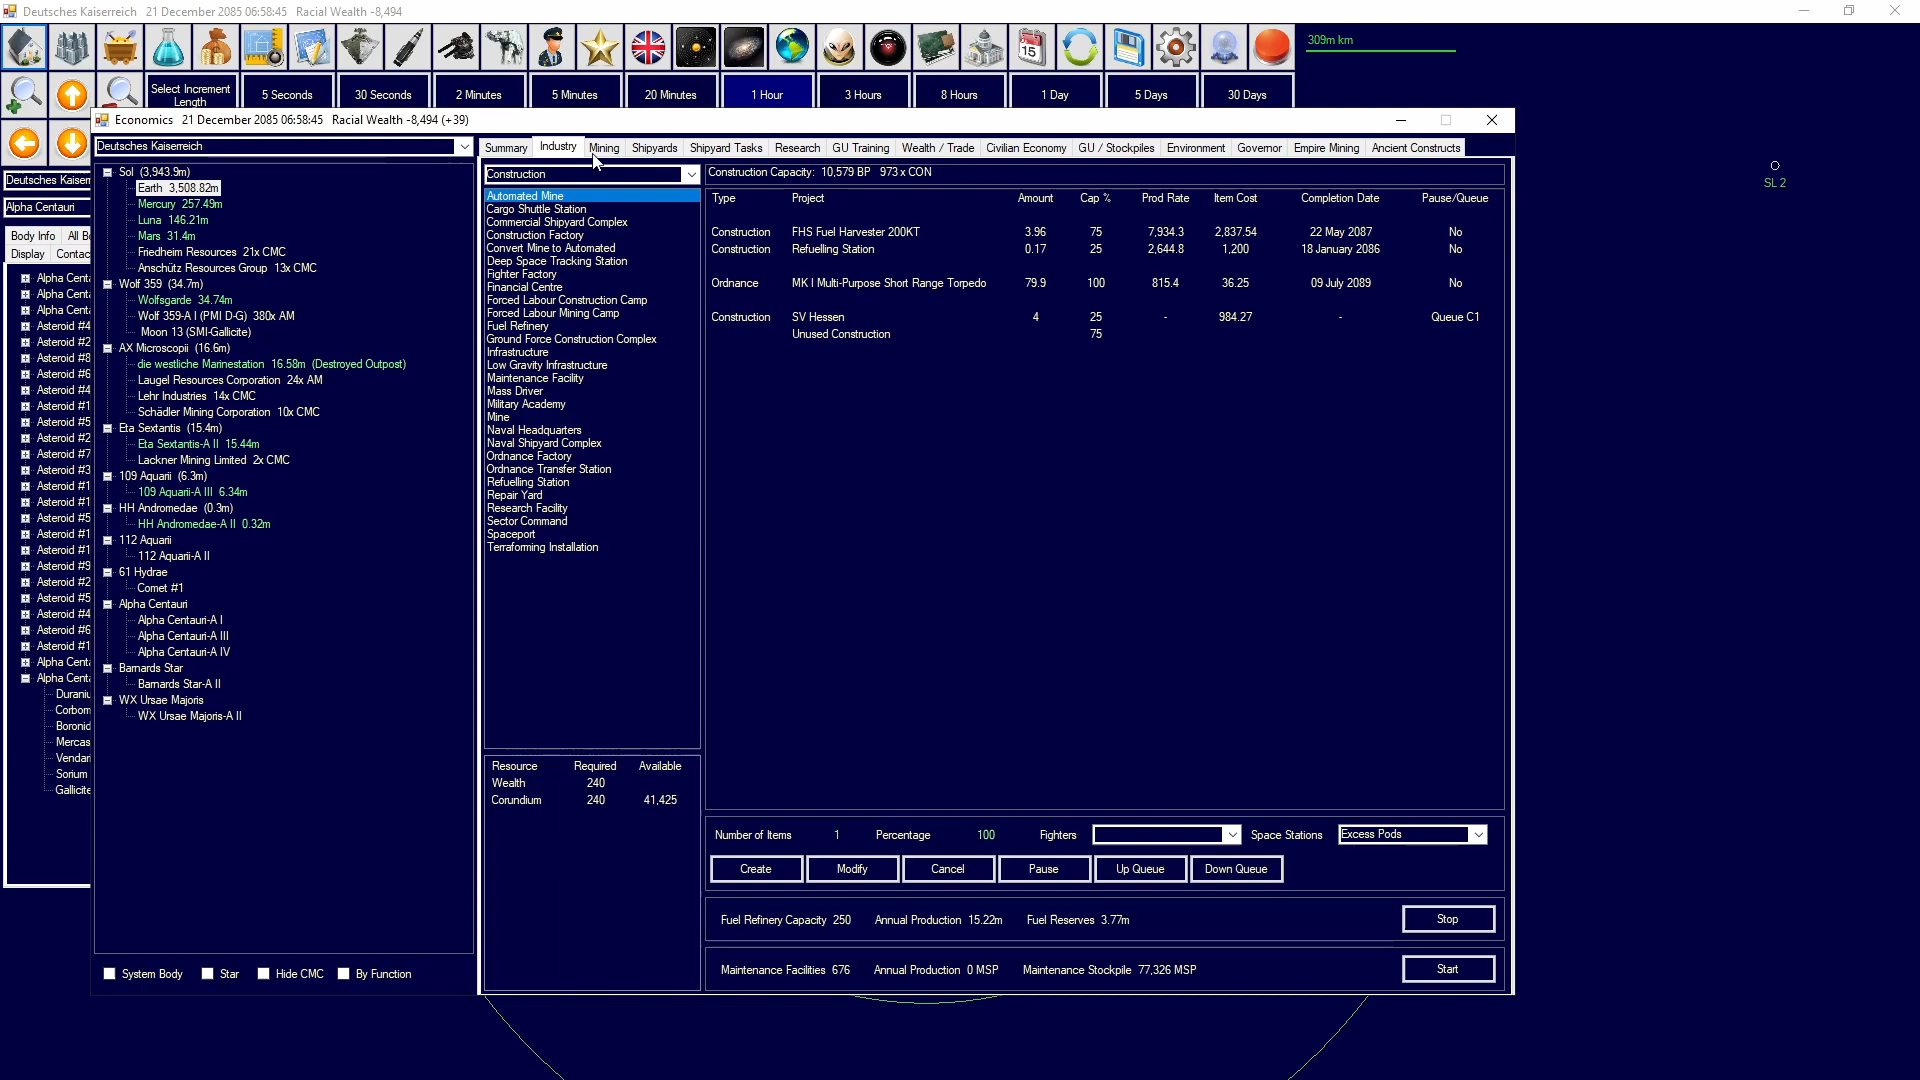 Deutsches Kaiserreich   21 December 2085 06:58:45   Racial Wealth -8,494
309m km
Select Increment Length
5 Seconds
30 Seconds
2 Minutes
5 Minutes
20 Minutes
1 Hour
3 Hours
8 Hours
1 Day
5 Days
30 Days
SL 2
Body Info
Display
Alpha Centauri
Economics   21 December 2085 06:58:45   Racial Wealth -8,494 (+39)
Deutsches Kaiserreich
Summary   Industry   Mining   Shipyards   Shipyard Tasks   Research   GU Training   Wealth / Trade   Civilian Economy   GU / Stockpiles   Environment   Governor   Empire Mining   Ancient Constructs
Sol  (3,943.9m)
Earth  3,508.82m
Mercury  257.49m
Luna  146.21m
Mars  31.4m
Friedheim Resources  21x CMC
Anschütz Resources Group  13x CMC
Wolf 359  (34.7m)
Wolfsgarde  34.74m
Wolf 359-A I (PMI D-G)  380x AM
Moon 13 (SMI-Gallicite)
AX Microscopii  (16.6m)
die westliche Marinestation  16.58m  (Destroyed Outpost)
Laugel Resources Corporation  24x AM
Lehr Industries  14x CMC
Schädler Mining Corporation  10x CMC
Eta Sextantis  (15.4m)
Eta Sextantis-A II  15.44m
Lackner Mining Limited  2x CMC
109 Aquarii  (6.3m)
109 Aquarii-A III  6.34m
HH Andromedae  (0.3m)
HH Andromedae-A II  0.32m
112 Aquarii
112 Aquarii-A II
61 Hydrae
Comet #1
Alpha Centauri
Alpha Centauri-A I
Alpha Centauri-A III
Alpha Centauri-A IV
Barnards Star
Barnards Star-A II
WX Ursae Majoris
WX Ursae Majoris-A II
System Body   Star   Hide CMC   By Function
Construction
Automated Mine
Cargo Shuttle Station
Commercial Shipyard Complex
Construction Factory
Convert Mine to Automated
Deep Space Tracking Station
Fighter Factory
Financial Centre
Forced Labour Construction Camp
Forced Labour Mining Camp
Fuel Refinery
Ground Force Construction Complex
Infrastructure
Low Gravity Infrastructure
Maintenance Facility
Mass Driver
Military Academy
Mine
Naval Headquarters
Naval Shipyard Complex
Ordnance Factory
Ordnance Transfer Station
Refuelling Station
Repair Yard
Research Facility
Sector Command
Spaceport
Terraforming Installation
Resource   Required   Available
Wealth   240
Corundium   240   41,425
Construction Capacity:  10,579 BP   973 x CON
Type   Project   Amount   Cap %   Prod Rate   Item Cost   Completion Date   Pause/Queue
Construction   FHS Fuel Harvester 200KT   3.96   75   7,934.3   2,837.54   22 May 2087   No
Construction   Refuelling Station   0.17   25   2,644.8   1,200   18 January 2086   No
Ordnance   MK I Multi-Purpose Short Range Torpedo   79.9   100   815.4   36.25   09 July 2089   No
Construction   SV Hessen   4   25   -   984.27   -   Queue C1
Unused Construction   75
Number of Items   1   Percentage   100   Fighters   Space Stations   Excess Pods
Create   Modify   Cancel   Pause   Up Queue   Down Queue
Fuel Refinery Capacity  250   Annual Production  15.22m   Fuel Reserves  3.77m   Stop
Maintenance Facilities  676   Annual Production  0 MSP   Maintenance Stockpile  77,326 MSP   Start